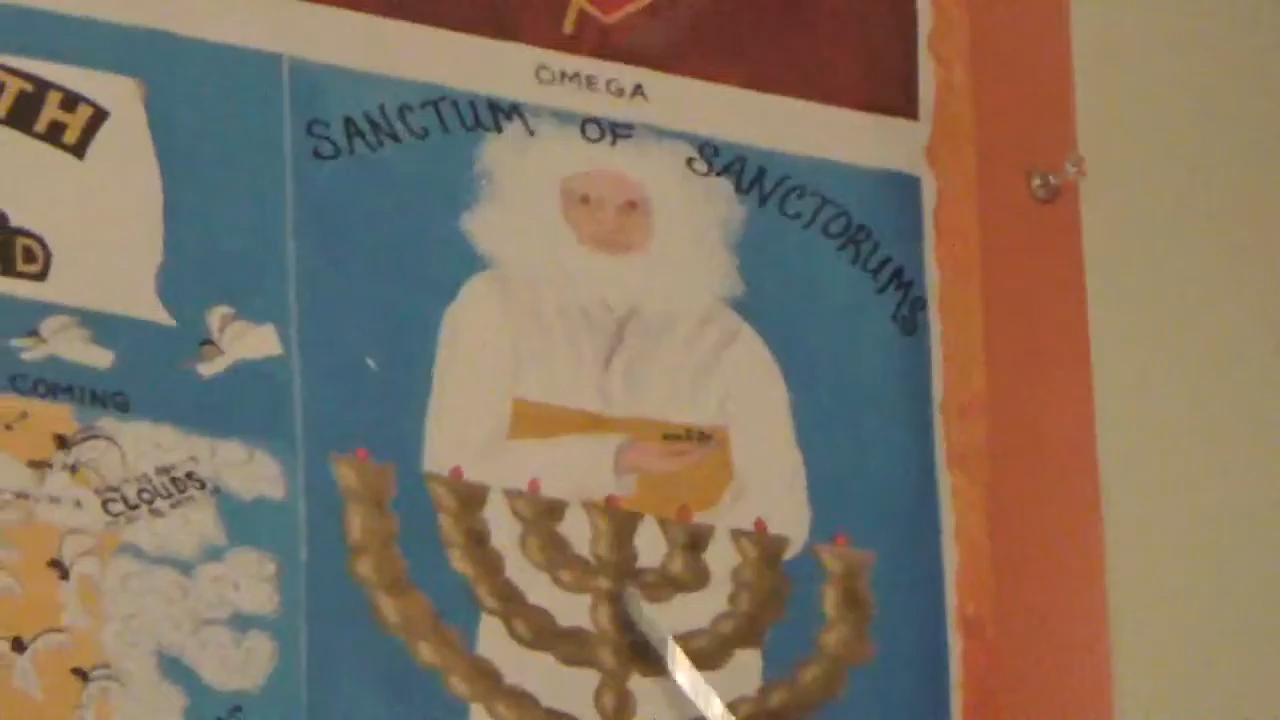 OMEGA
SANCTUM OF SANCTORUMS
TH
D
COMING
CLOUDS